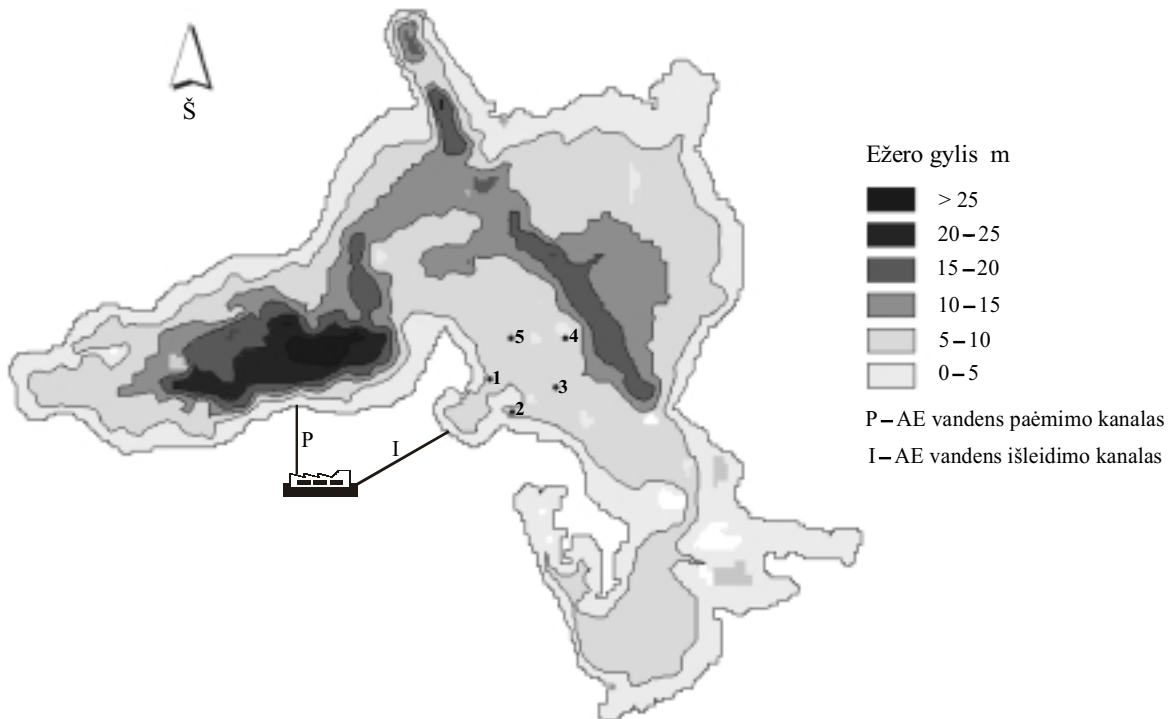 Š
Ežero gylis m
> 25
20–25
15–20
10–15
5–10
0–5
P–AE vandens paėmimo kanalas
I–AE vandens išleidimo kanalas
5
4
1
3
2
P
I